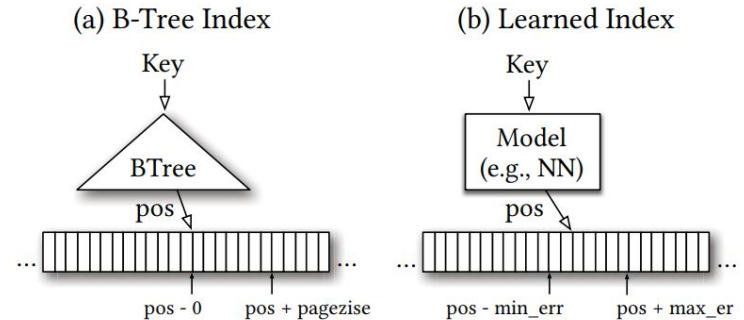 (a) B-Tree Index
Key
BTree
pos
...
...
pos - 0
pos + pagezise
(b) Learned Index
Key
Model
(e.g., NN)
pos
...
...
pos - min_err
pos + max_er